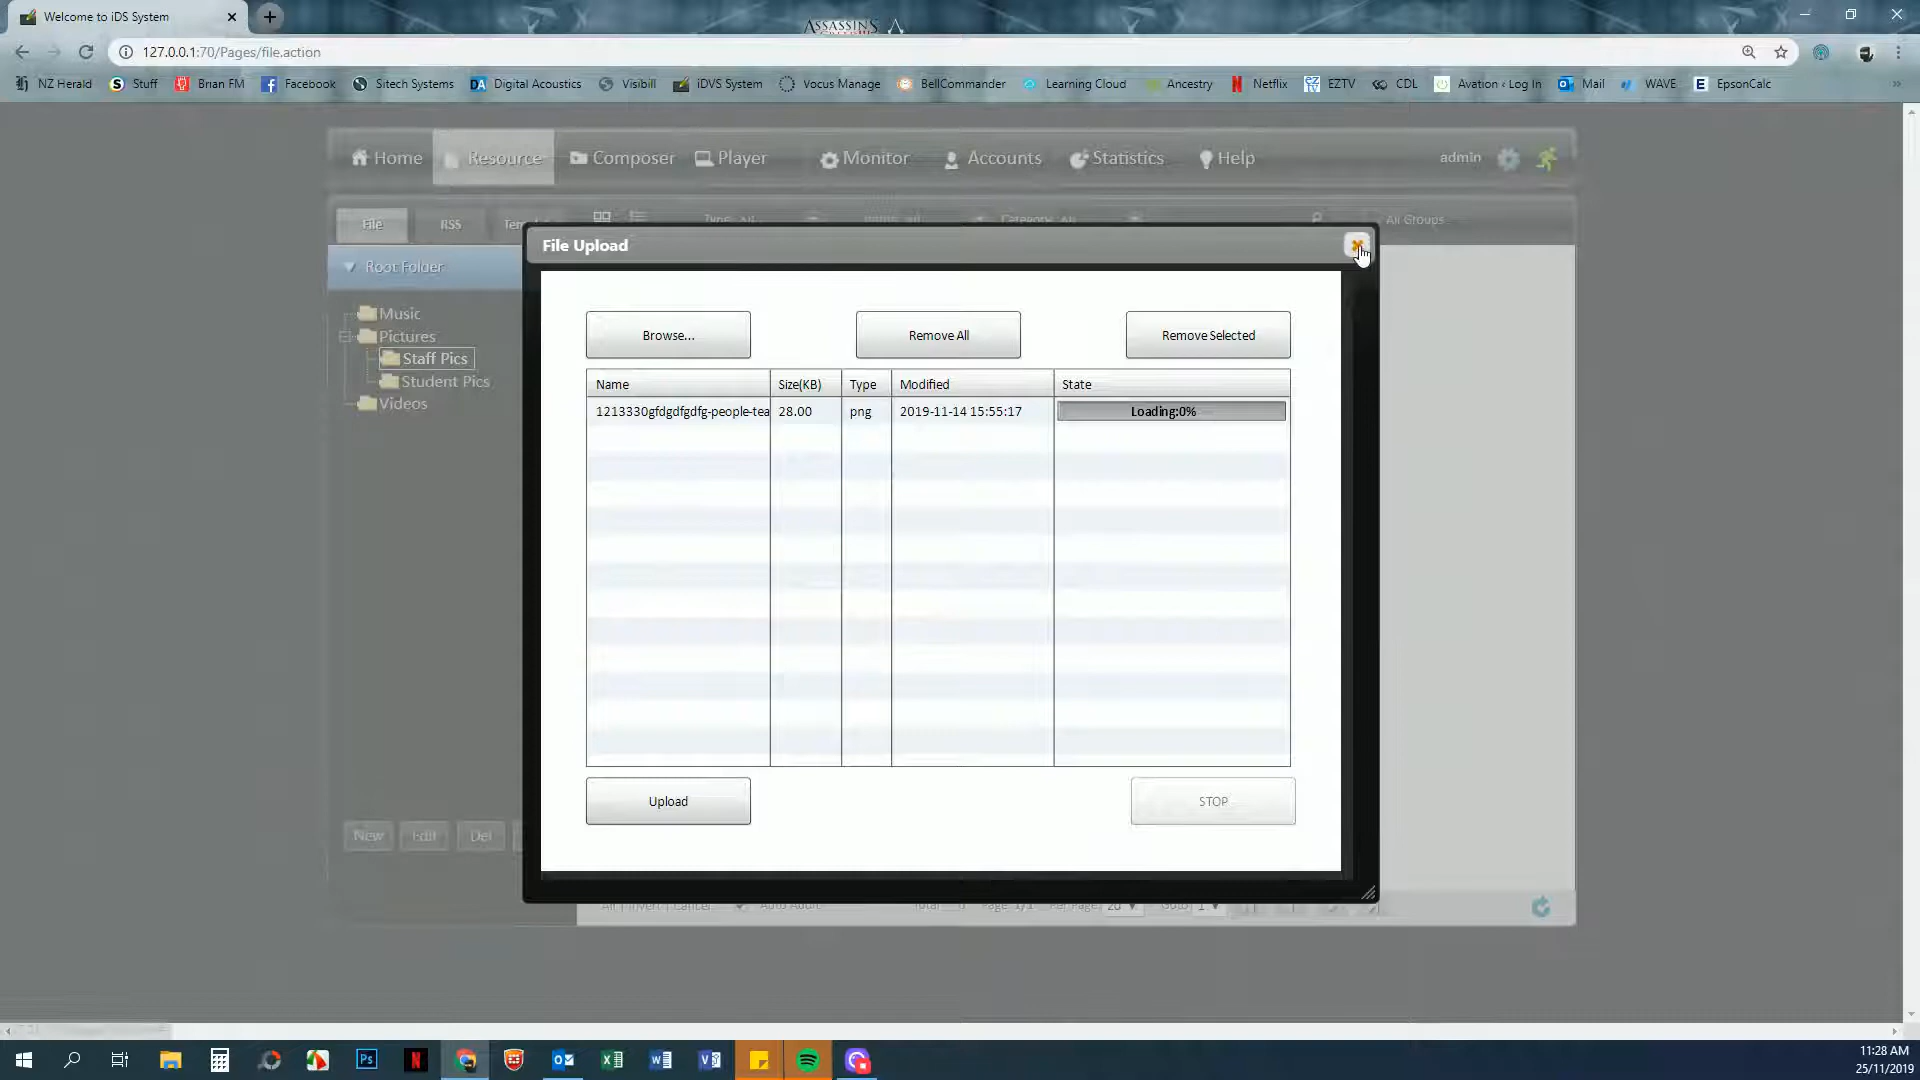 Welcome to iDS System
ASSASSINS
127.0.0.1:70/Pages/file.action
NZ Herald Stuff Brian FM Facebook Sitech Systems Digital Acoustics Visibill iDVS System Vocus Manage BellCommander Learning Cloud Ancestry Netflix EZTV CDL Avation ‹ Log In Mail WAVE EpsonCalc »
Home Resource Composer Player Monitor Accounts Statistics Help admin
File RSS All Groups
File Upload
Root Folder
Music
Pictures
Staff Pics
Student Pics
Videos
Browse... Remove All Remove Selected
Name Size(KB) Type Modified State
1213330gfdgdfgdfg-people-tea 28.00 png 2019-11-14 15:55:17 Loading:0%
Upload STOP
New Edit Del
11:28 AM
25/11/2019